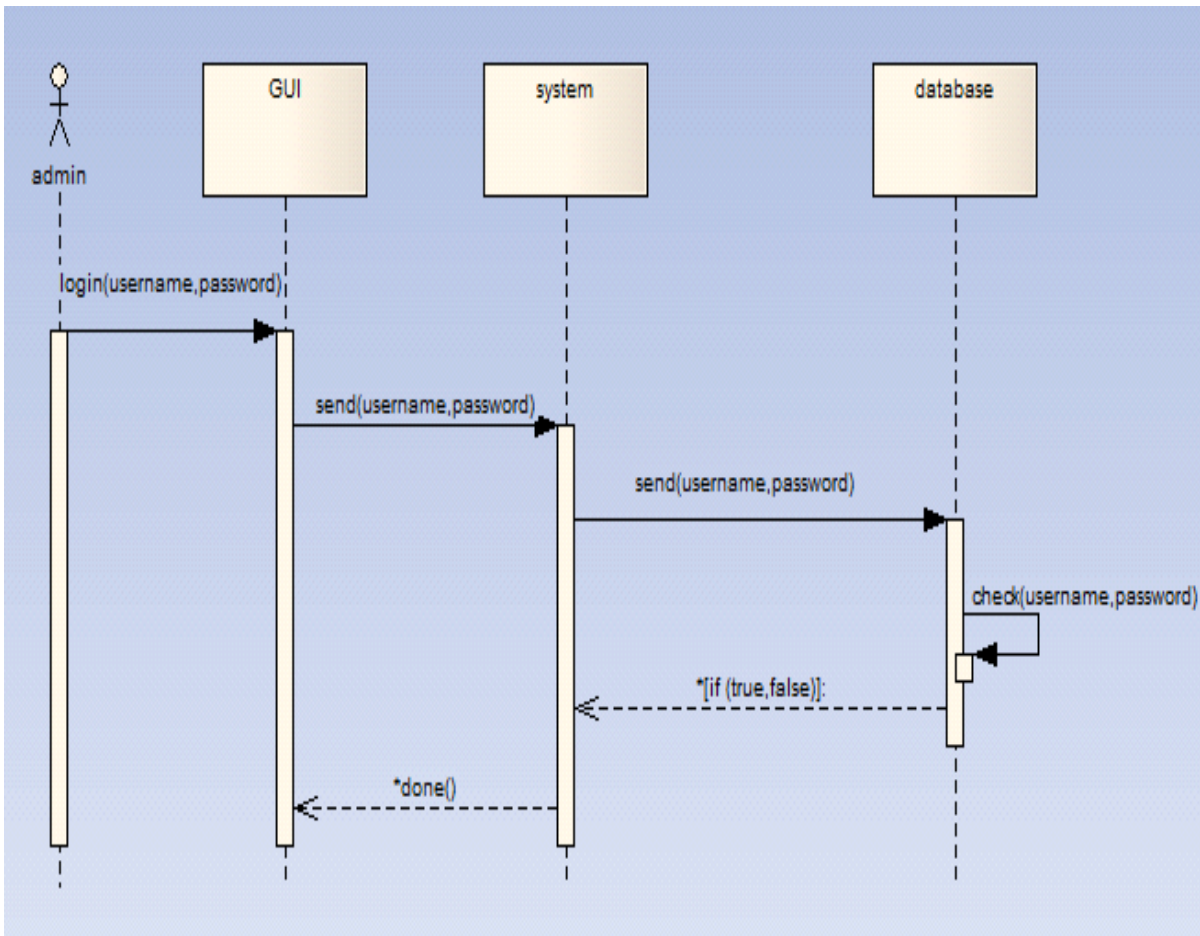 GUI
system
database
admin
login(username,password)
send(username,password)
send(username,password)
check(username,password)
*[if (true,false)]:
*done()